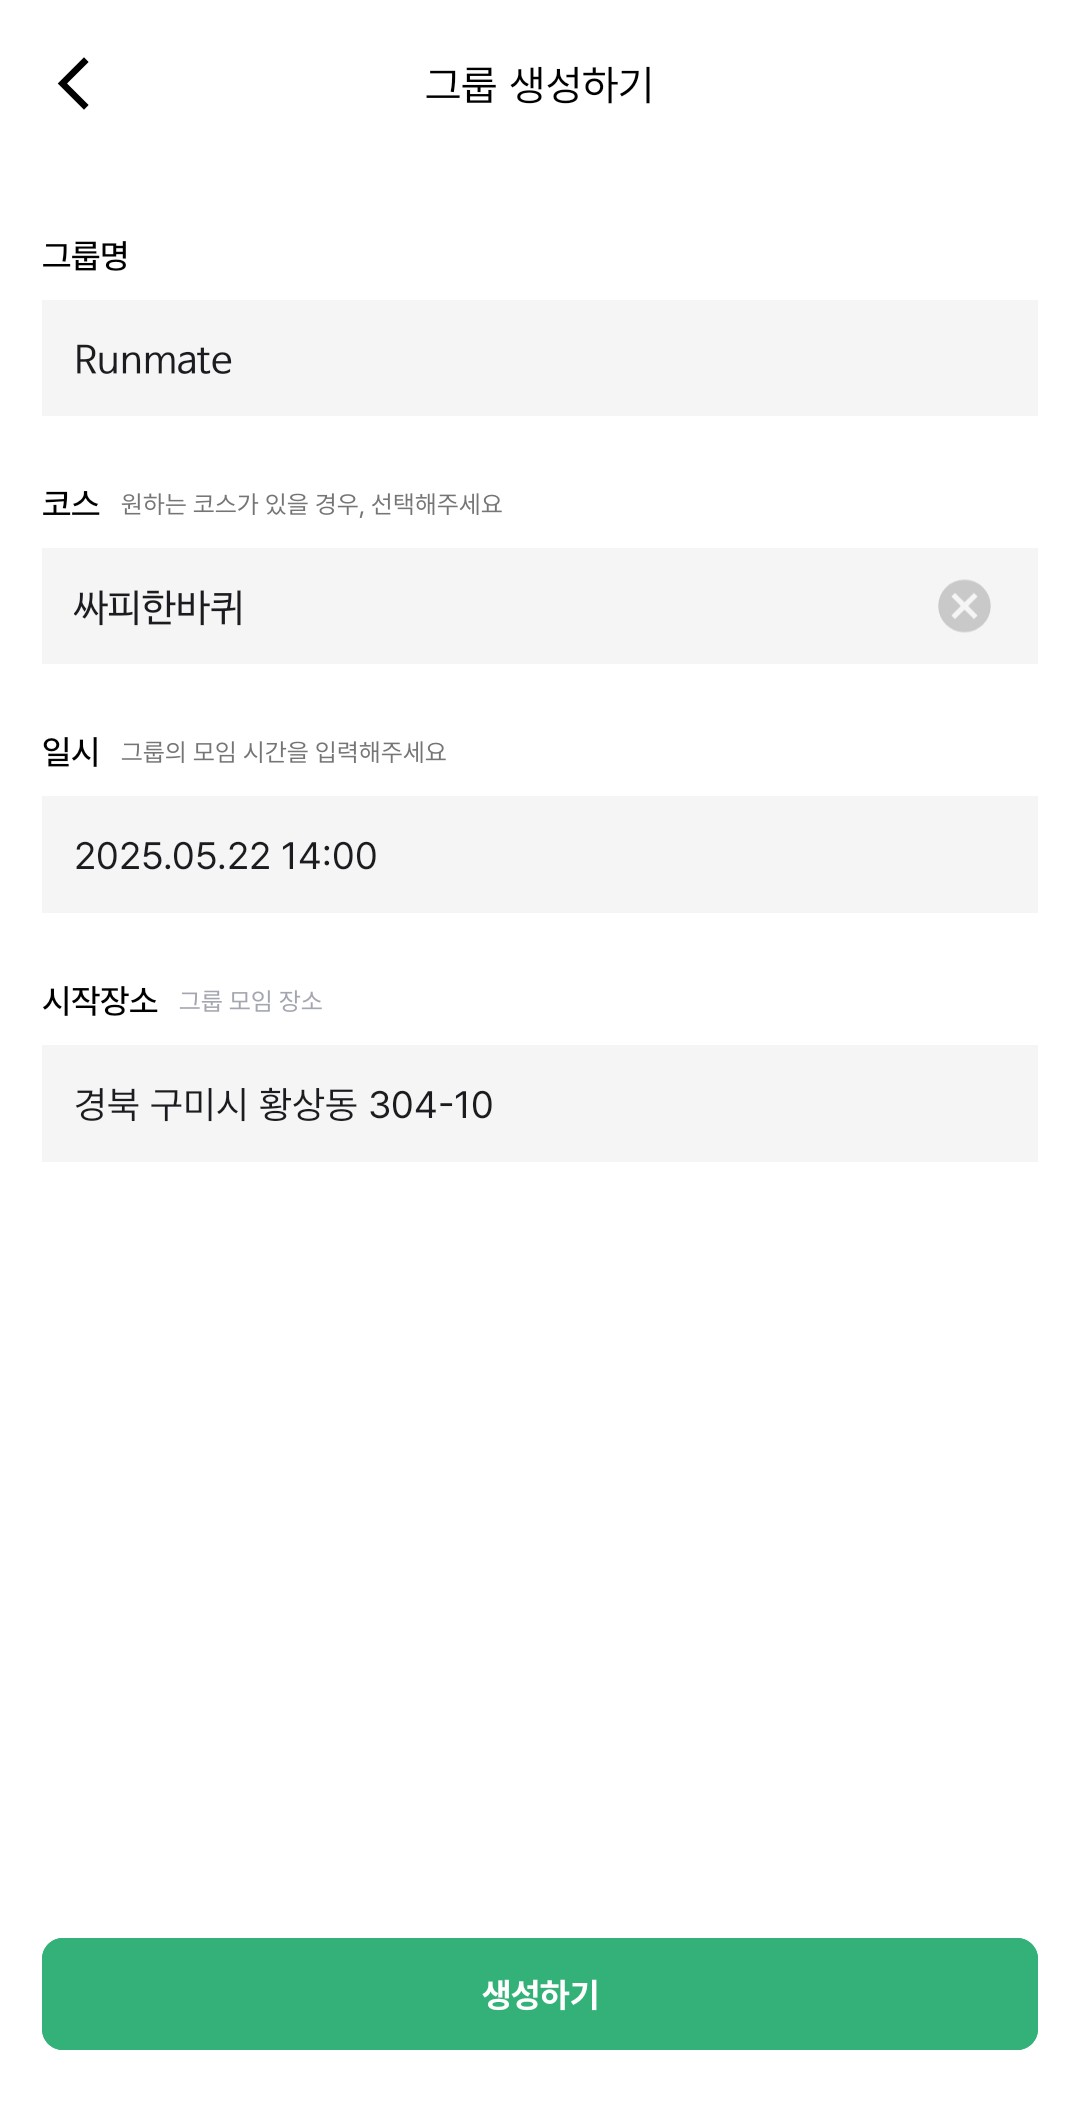 그룹 생성하기
그룹명
Runmate
코스 원하는 코스가 있을 경우, 선택해주세요
싸피한바퀴
일시 그룹의 모임 시간을 입력해주세요
2025.05.22 14:00
시작장소 그룹 모임 장소
경북 구미시 황상동 304-10
생성하기